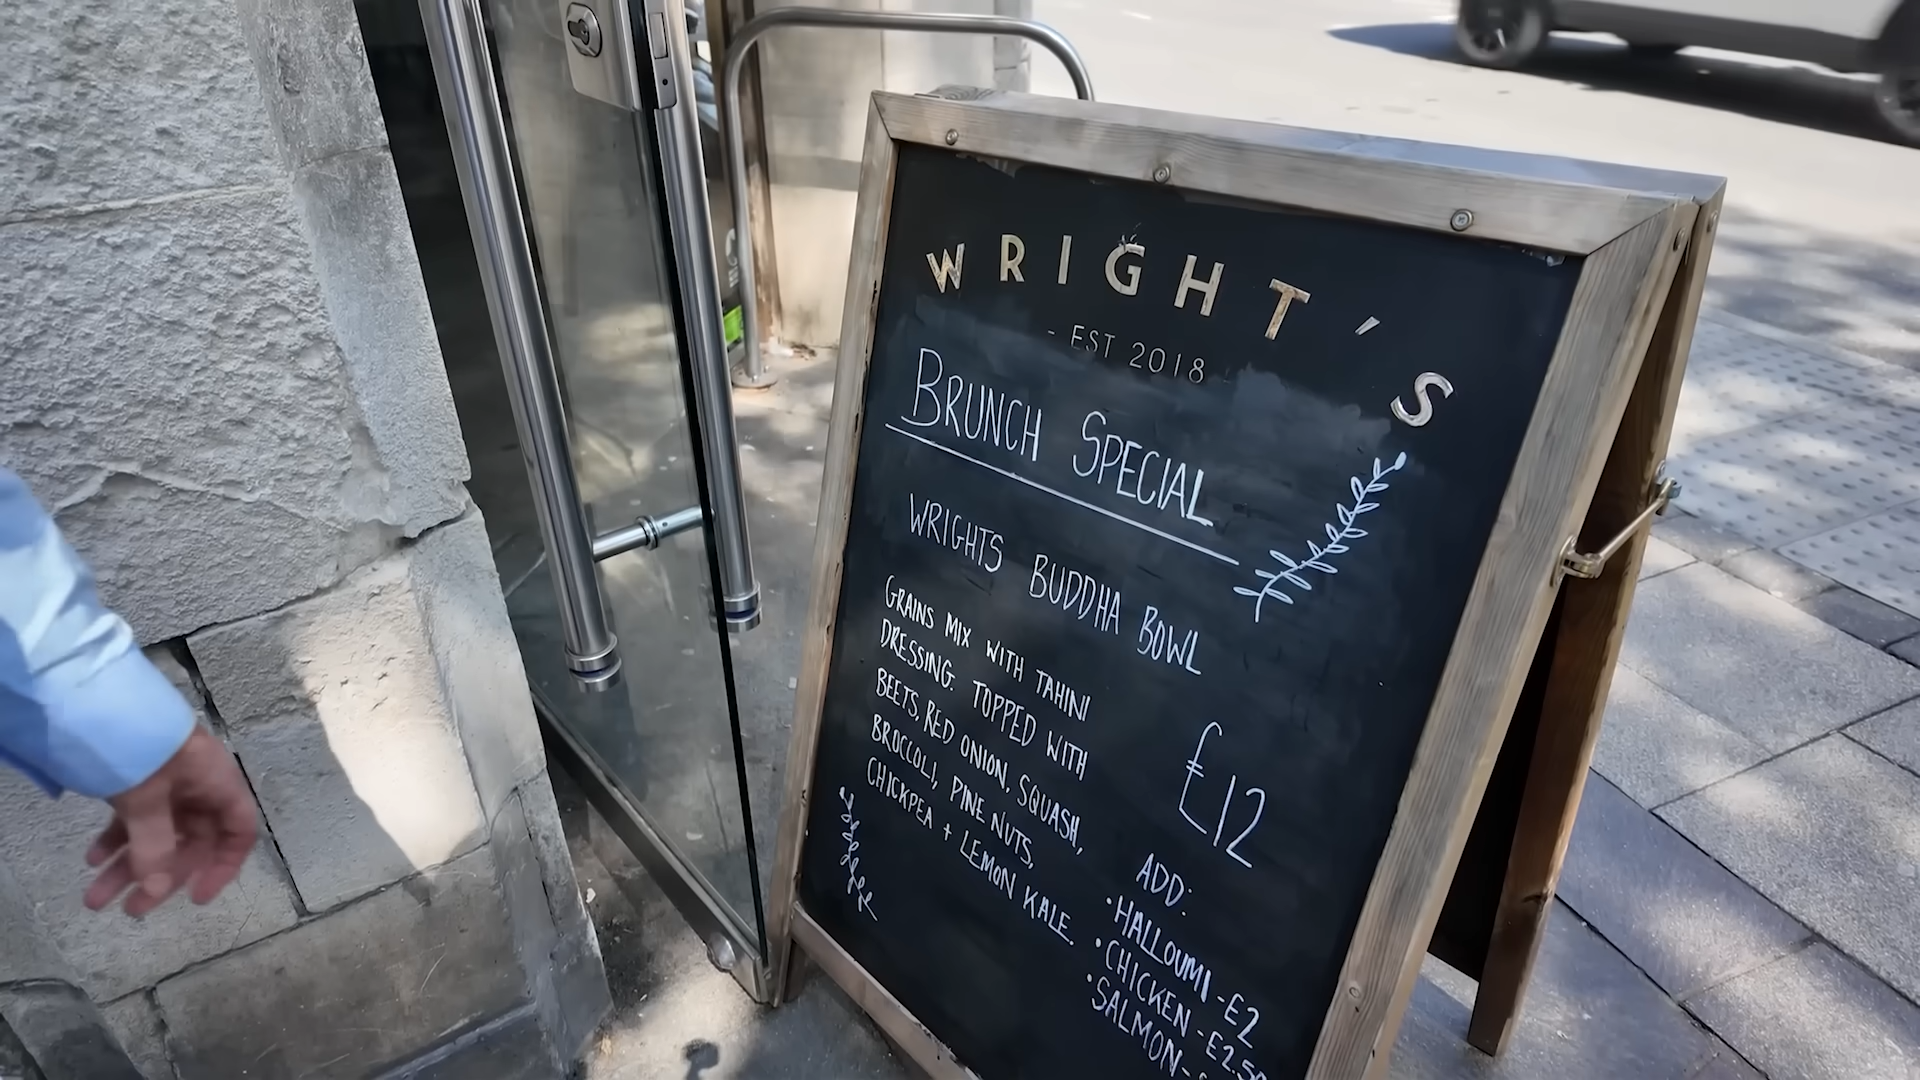 WRIGHT'S
- EST 2018 -
BRUNCH SPECIAL
WRIGHTS BUDDHA BOWL
GRAINS MIX WITH TAHINI
DRESSING. TOPPED WITH
BEETS, RED ONION, SQUASH,
BROCCOLI, PINE NUTS,
CHICKPEA + LEMON KALE.
£12
ADD:
• HALLOUMI - £2
• CHICKEN - £2.50
• SALMON -